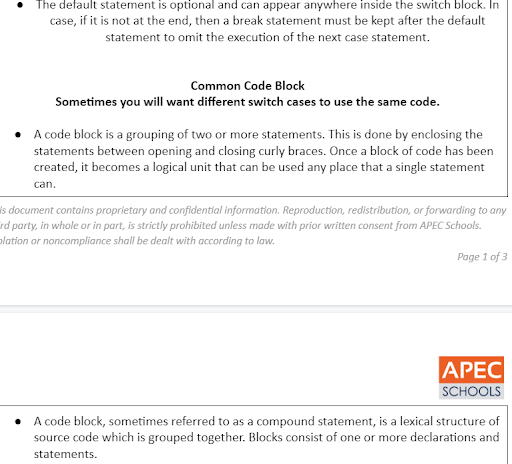 ● The default statement is optional and can appear anywhere inside the switch block. In
case, if it is not at the end, then a break statement must be kept after the default
statement to omit the execution of the next case statement.
Common Code Block
Sometimes you will want different switch cases to use the same code.
● A code block is a grouping of two or more statements. This is done by enclosing the
statements between opening and closing curly braces. Once a block of code has been
created, it becomes a logical unit that can be used any place that a single statement
can.
is document contains proprietary and confidential information. Reproduction, redistribution, or forwarding to any
rd party, in whole or in part, is strictly prohibited unless made with prior written consent from APEC Schools.
olation or noncompliance shall be dealt with according to law.
Page 1 of 3
APEC
SCHOOLS
● A code block, sometimes referred to as a compound statement, is a lexical structure of
source code which is grouped together. Blocks consist of one or more declarations and
statements.